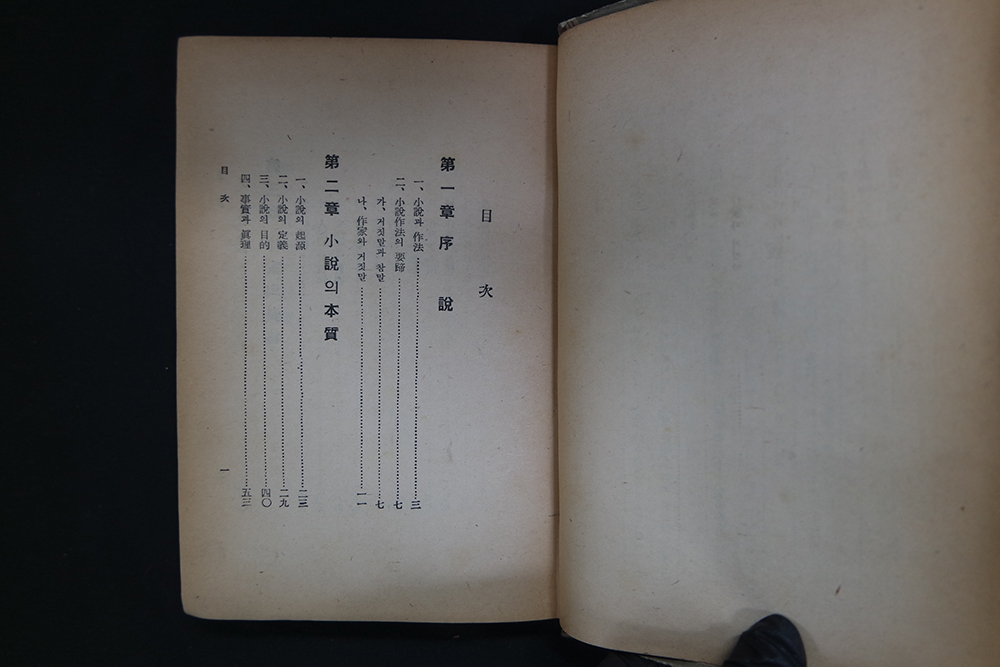 目次
第一章 序說
一、小說과 作法……三
二、小說作法의 要諦……七
가、거짓말과 참말……七
나、作家와 거짓말……一一
第二章 小說의 本質
一、小說의 起源……二三
二、小說의 定義……二九
三、小說의 目的……四〇
四、事實과 眞理……五三
目次
一